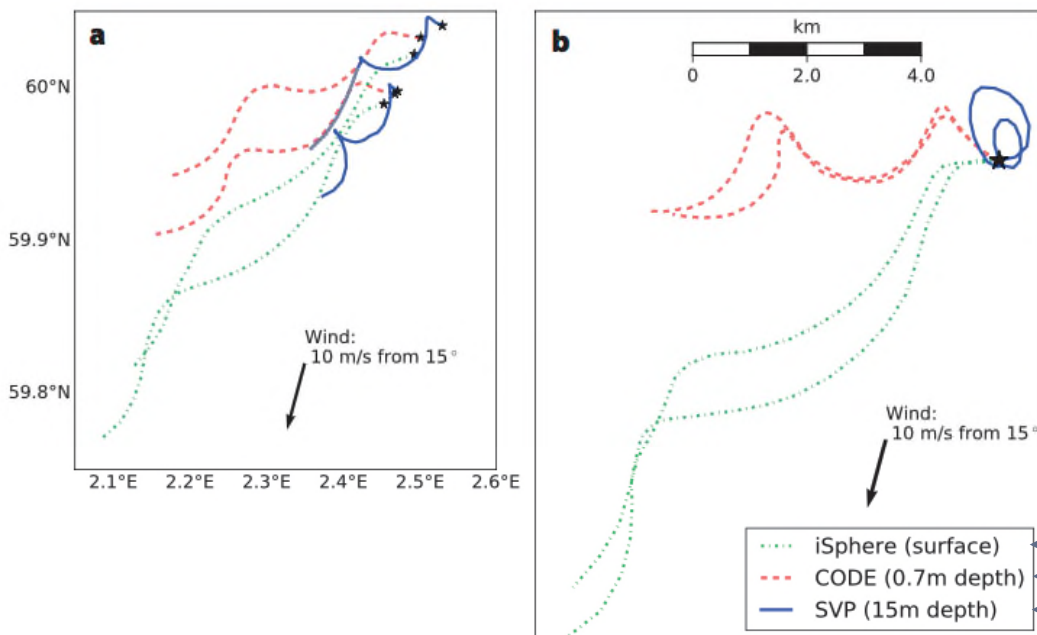 a
60°N
59.9°N
59.8°N
Wind:
10 m/s from 15°
2.1°E 2.2°E 2.3°E 2.4°E 2.5°E 2.6°E
b
km
0 2.0 4.0
Wind:
10 m/s from 15°
iSphere (surface)
CODE (0.7m depth)
SVP (15m depth)